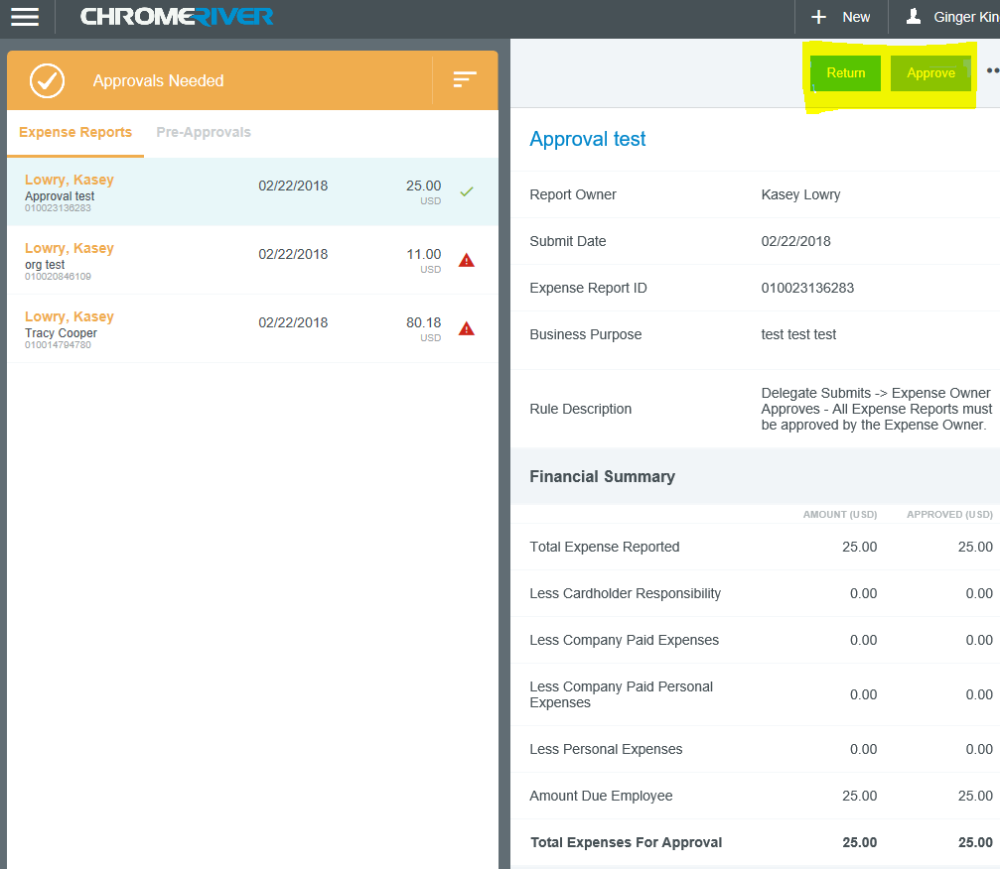 CHROMERIVER
New
Ginger Kin
Approvals Needed
Return
Approve
Expense Reports
Pre-Approvals
Lowry, Kasey
Approval test
010023136283
02/22/2018
25.00
USD
Lowry, Kasey
org test
010020846109
02/22/2018
11.00
USD
Lowry, Kasey
Tracy Cooper
010014794780
02/22/2018
80.18
USD
Approval test
Report Owner Kasey Lowry
Submit Date 02/22/2018
Expense Report ID 010023136283
Business Purpose test test test
Rule Description
Delegate Submits -> Expense Owner
Approves - All Expense Reports must
be approved by the Expense Owner.
Financial Summary
AMOUNT (USD) APPROVED (USD)
Total Expense Reported 25.00 25.00
Less Cardholder Responsibility 0.00 0.00
Less Company Paid Expenses 0.00 0.00
Less Company Paid Personal
Expenses 0.00 0.00
Less Personal Expenses 0.00 0.00
Amount Due Employee 25.00 25.00
Total Expenses For Approval 25.00 25.00